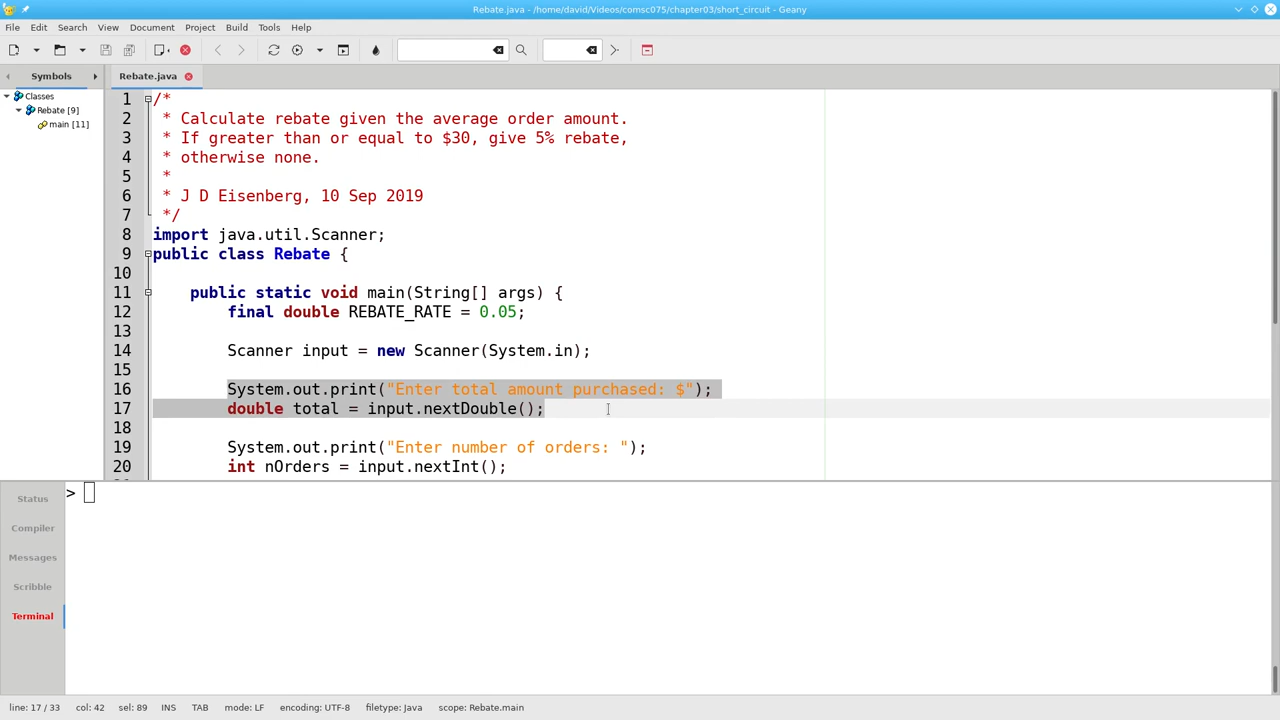 Rebate.java - /home/david/Videos/comsc075/chapter03/short_circuit - Geany
File Edit Search View Document Project Build Tools Help
Symbols Rebate.java
Classes
Rebate [9]
main [11]
1 /*
2 * Calculate rebate given the average order amount.
3 * If greater than or equal to $30, give 5% rebate,
4 * otherwise none.
5 *
6 * J D Eisenberg, 10 Sep 2019
7 */
8 import java.util.Scanner;
9 public class Rebate {
10
11 public static void main(String[] args) {
12 final double REBATE_RATE = 0.05;
13
14 Scanner input = new Scanner(System.in);
15
16 System.out.print("Enter total amount purchased: $");
17 double total = input.nextDouble();
18
19 System.out.print("Enter number of orders: ");
20 int nOrders = input.nextInt();
>
Status
Compiler
Messages
Scribble
Terminal
line: 17 / 33 col: 42 sel: 89 INS TAB mode: LF encoding: UTF-8 filetype: Java scope: Rebate.main